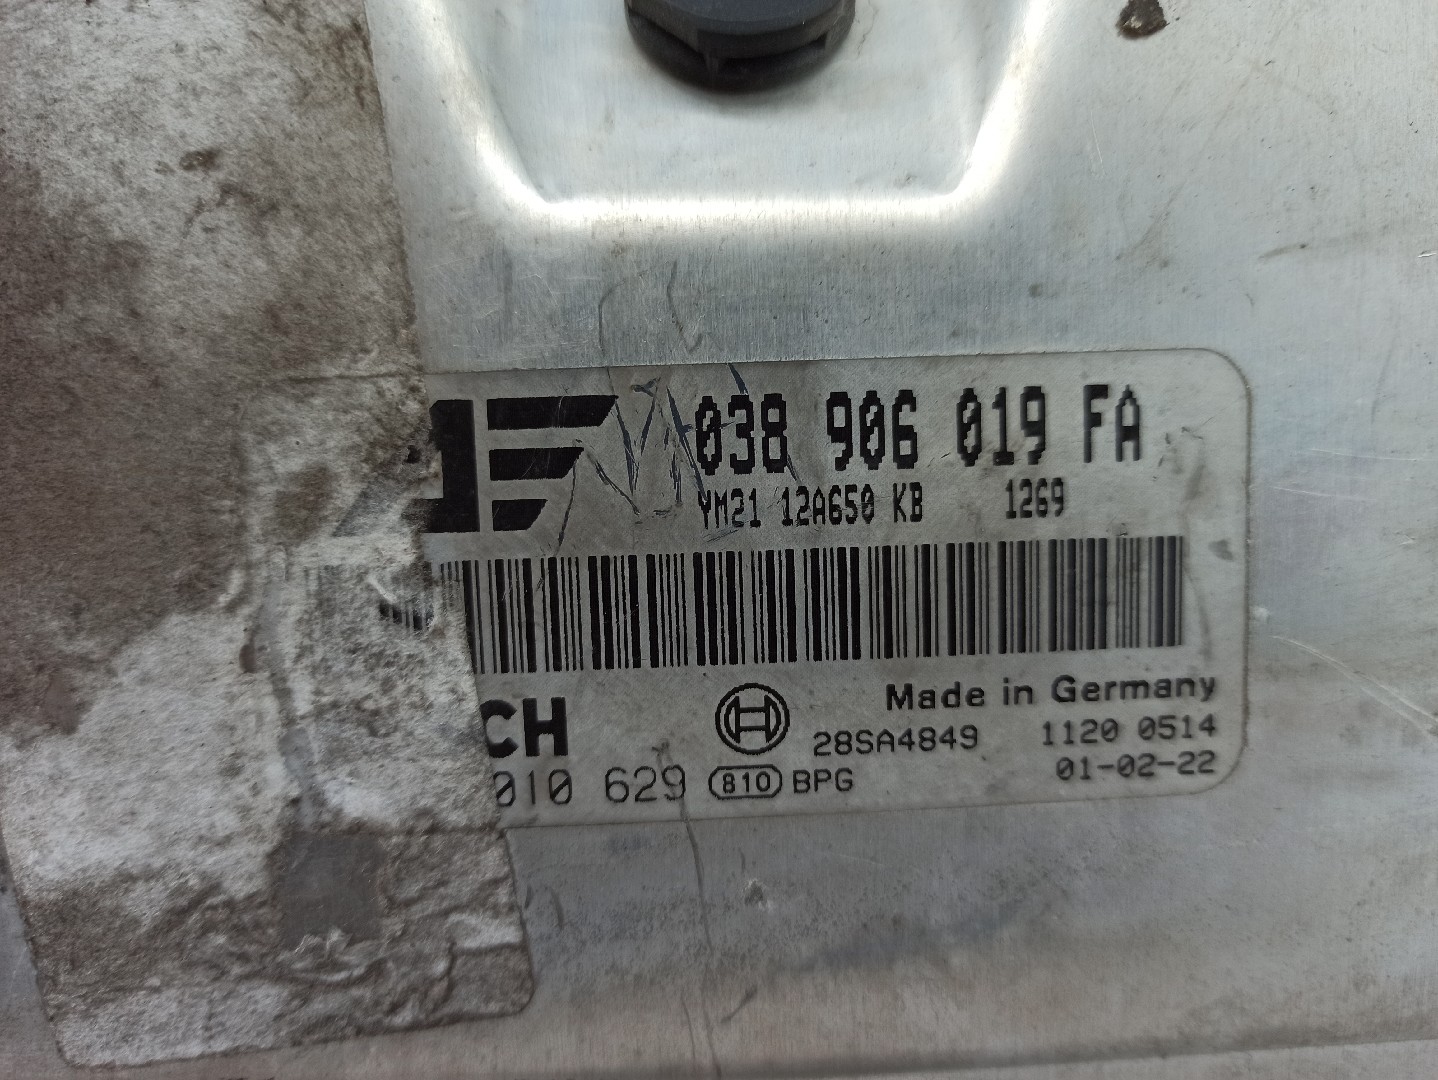 038 906 019 FA
YM21 12A650 KB 1269
CH Made in Germany
28SA4849 1120 0514
010 629 810 BPG 01-02-22